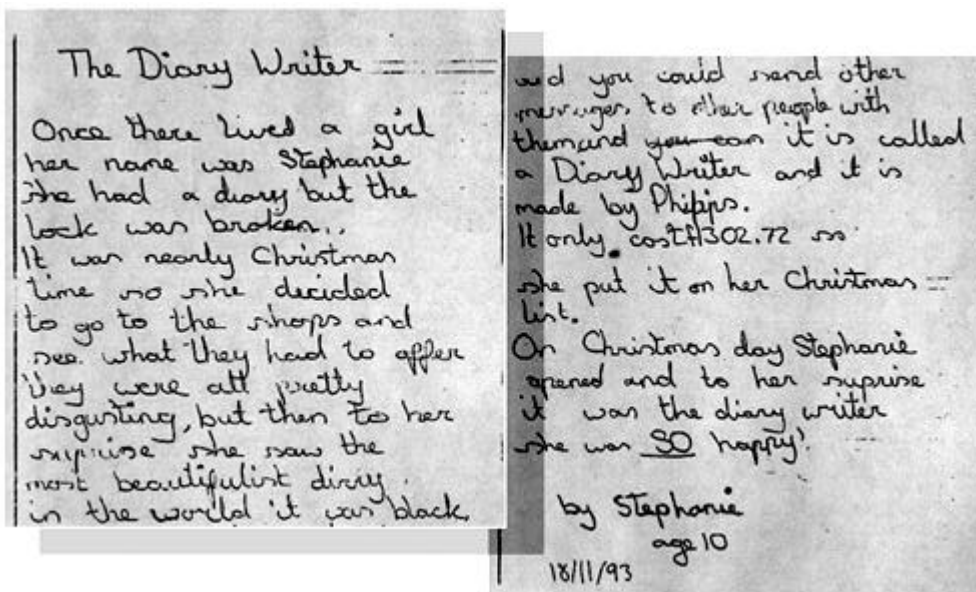 The Diary Writer
Once there lived a girl
her name was Stephanie
she had a diary but the
lock was broken..
It was nearly Christmas
time so she decided
to go to the shops and
see what they had to offer
they were all pretty
disgusting, but then to her
suprise she saw the
most beautifulist diary
in the world it was black
and you could send other
messages to other people with
them and you can it is called
a Diary Writer and it is
made by Philips.
It only cost £302.72 so
she put it on her Christmas
list.
On Christmas day Stephanie
opened and to her suprise
it was the diary writer
she was SO happy!
by Stephanie
age 10
18/11/93